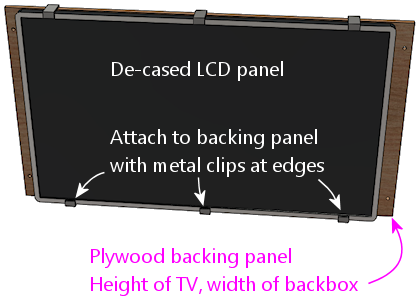 De-cased LCD panel
Attach to backing panel
with metal clips at edges
Plywood backing panel
Height of TV, width of backbox